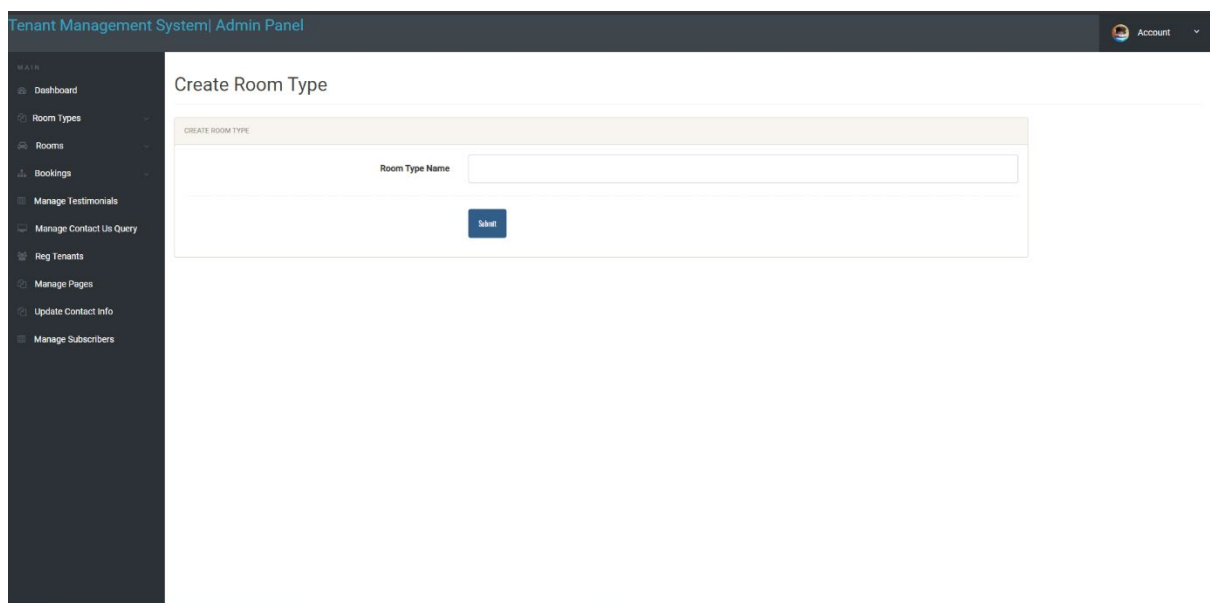 Tenant Management System| Admin Panel
Account
MAIN
Dashboard
Room Types
Rooms
Bookings
Manage Testimonials
Manage Contact Us Query
Reg Tenants
Manage Pages
Update Contact Info
Manage Subscribers
Create Room Type
CREATE ROOM TYPE
Room Type Name
Submit